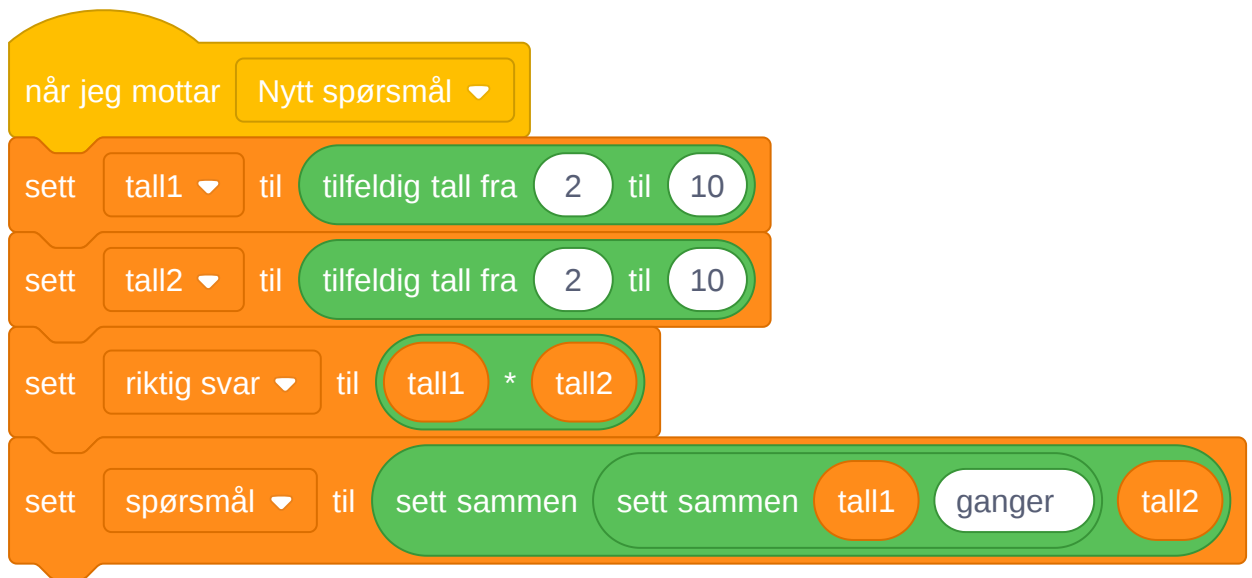 når jeg mottar Nytt spørsmål
sett tall1 til tilfeldig tall fra 2 til 10
sett tall2 til tilfeldig tall fra 2 til 10
sett riktig svar til tall1 * tall2
sett spørsmål til sett sammen sett sammen tall1 ganger tall2